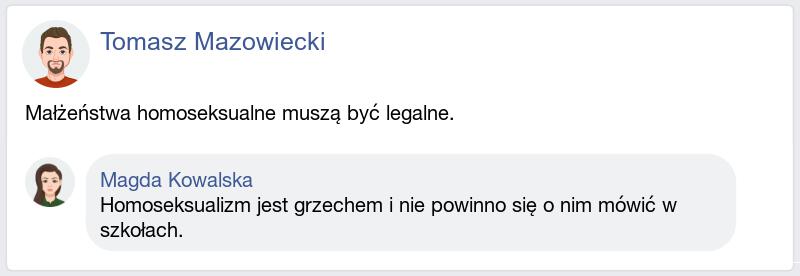 Tomasz Mazowiecki
Małżeństwa homoseksualne muszą być legalne.
Magda Kowalska
Homoseksualizm jest grzechem i nie powinno się o nim mówić w
szkołach.